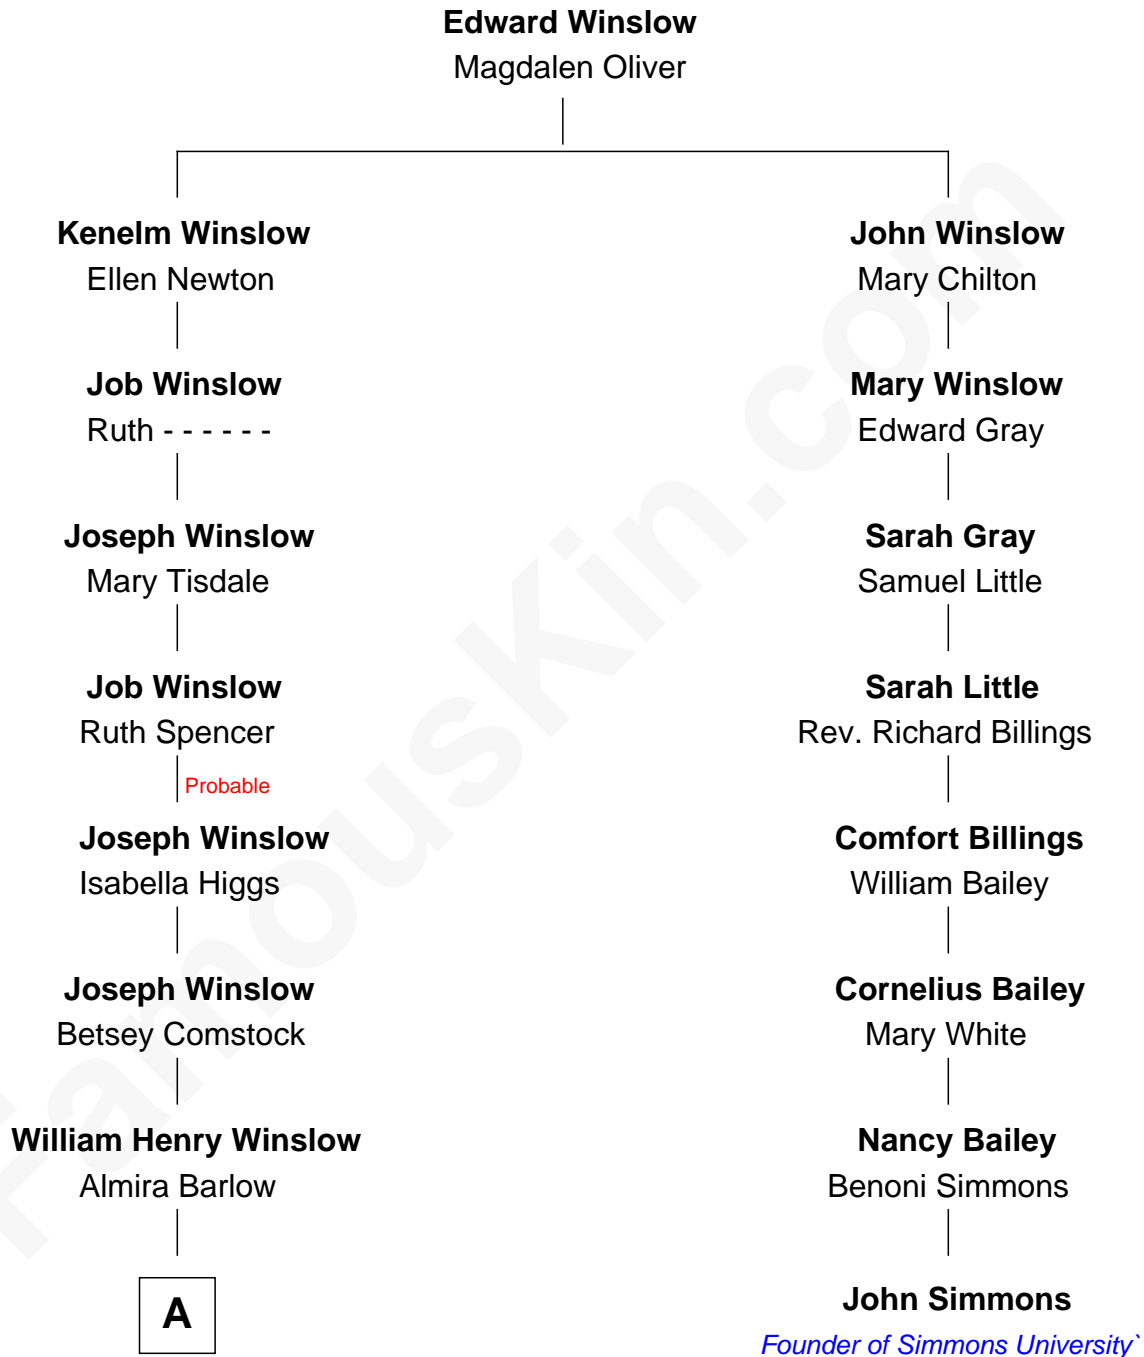 Edward Winslow
Magdalen Oliver
Kenelm Winslow
Ellen Newton
John Winslow
Mary Chilton
Job Winslow
Ruth - - - - - -
Mary Winslow
Edward Gray
Joseph Winslow
Mary Tisdale
Sarah Gray
Samuel Little
Job Winslow
Ruth Spencer
Sarah Little
Rev. Richard Billings
Probable
Joseph Winslow
Isabella Higgs
Comfort Billings
William Bailey
Joseph Winslow
Betsey Comstock
Cornelius Bailey
Mary White
William Henry Winslow
Almira Barlow
Nancy Bailey
Benoni Simmons
A
John Simmons
Founder of Simmons University`
FamousKin.com